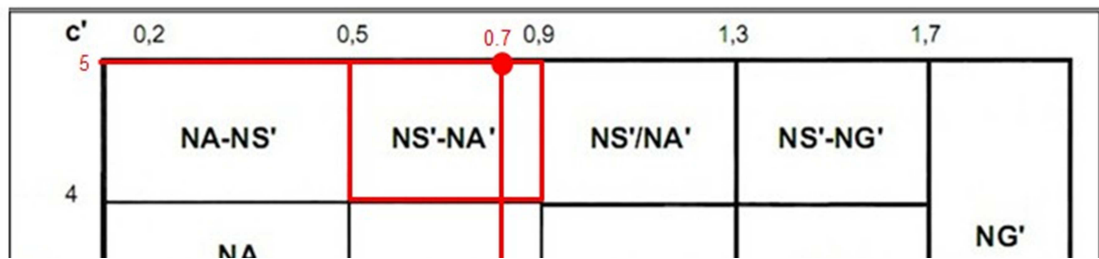 c' 0,2 0,5 0.7 0,9 1,3 1,7
5
NA-NS' NS'-NA' NS'/NA' NS'-NG'
4
NG'
NA